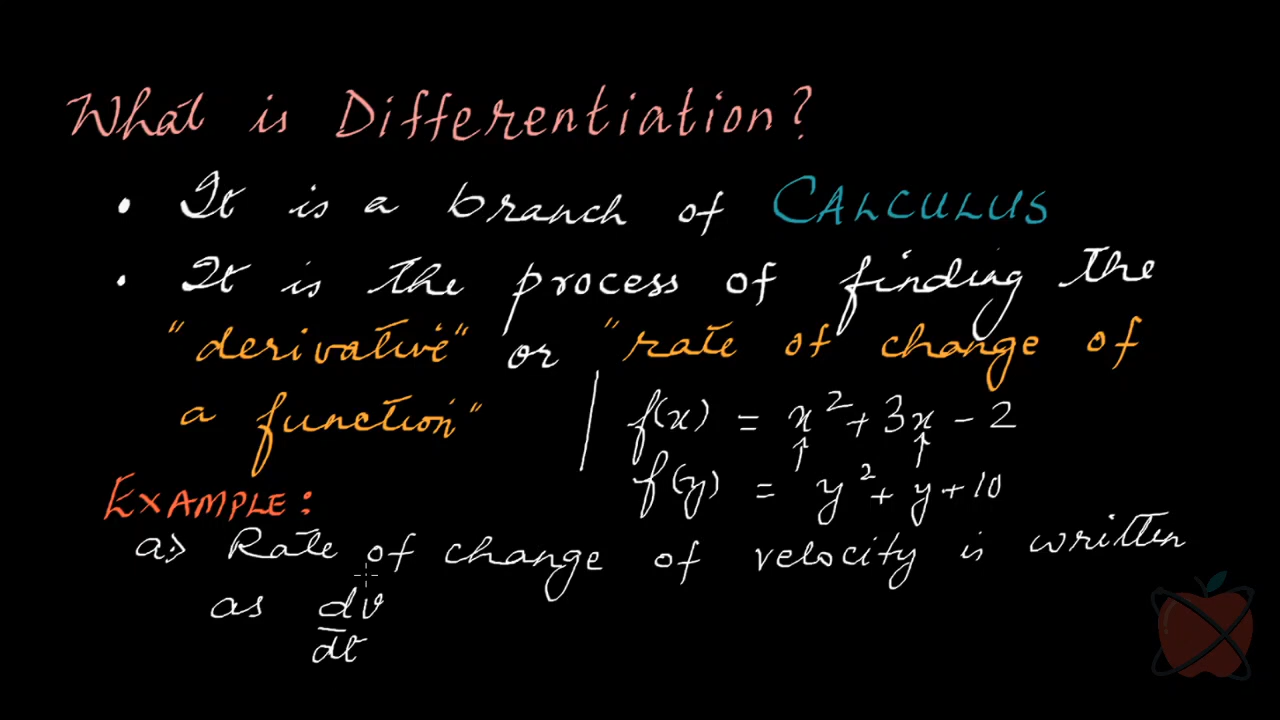 What is Differentiation?
• It is a branch of CALCULUS
• It is the process of finding the
"derivative" or "rate of change of
a function"
f(x) = x² + 3x - 2
f(y) = y² + y + 10
EXAMPLE:
a:> Rate of change of velocity is written
as dv
dt